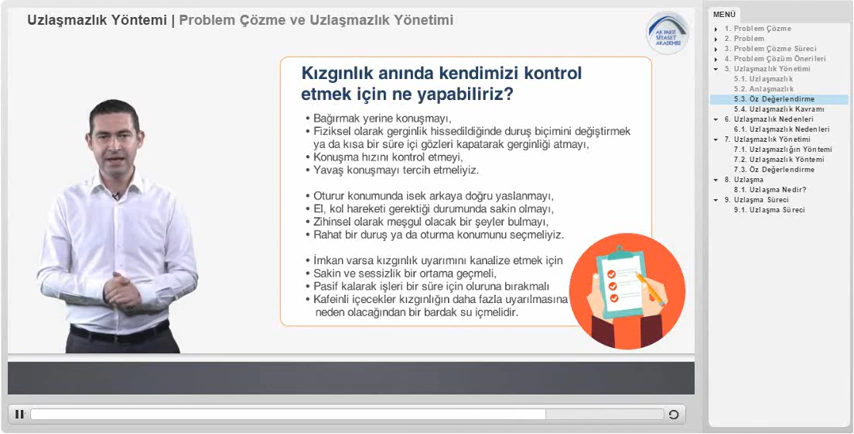 Uzlaşmazlık Yöntemi | Problem Çözme ve Uzlaşmazlık Yönetimi
AK PARTİ
SİYASET
AKADEMİSİ
Kızgınlık anında kendimizi kontrol
etmek için ne yapabiliriz?
• Bağırmak yerine konuşmayı,
• Fiziksel olarak gerginlik hissedildiğinde duruş biçimini değiştirmek
ya da kısa bir süre içi gözleri kapatarak gerginliği atmayı,
• Konuşma hızını kontrol etmeyi,
• Yavaş konuşmayı tercih etmeliyiz.
• Oturur konumunda isek arkaya doğru yaslanmayı,
• El, kol hareketi gerektiği durumunda sakin olmayı,
• Zihinsel olarak meşgul olacak bir şeyler bulmayı,
• Rahat bir duruş ya da oturma konumunu seçmeliyiz.
• İmkan varsa kızgınlık uyarımını kanalize etmek için
• Sakin ve sessizlik bir ortama geçmeli,
• Pasif kalarak işleri bir süre için oluruna bırakmalı
• Kafeinli içecekler kızgınlığın daha fazla uyarılmasına
neden olacağından bir bardak su içmelidir.
MENÜ
1. Problem Çözme
2. Problem
3. Problem Çözme Süreci
4. Problem Çözüm Önerileri
5. Uzlaşmazlık Yönetimi
5.1. Uzlaşmazlık
5.2. Anlaşmazlık
5.3. Öz Değerlendirme
5.4. Uzlaşmazlık Kavramı
6. Uzlaşmazlık Nedenleri
6.1. Uzlaşmazlık Nedenleri
7. Uzlaşmazlık Yönetimi
7.1. Uzlaşmazlığın Yöntemi
7.2. Uzlaşmazlık Yöntemi
7.3. Öz Değerlendirme
8. Uzlaşma
8.1. Uzlaşma Nedir?
9. Uzlaşma Süreci
9.1. Uzlaşma Süreci